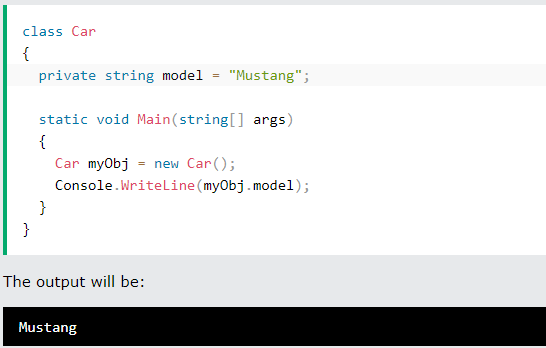 class Car
{
  private string model = "Mustang";
  static void Main(string[] args)
  {
    Car myObj = new Car();
    Console.WriteLine(myObj.model);
  }
}
The output will be:
Mustang